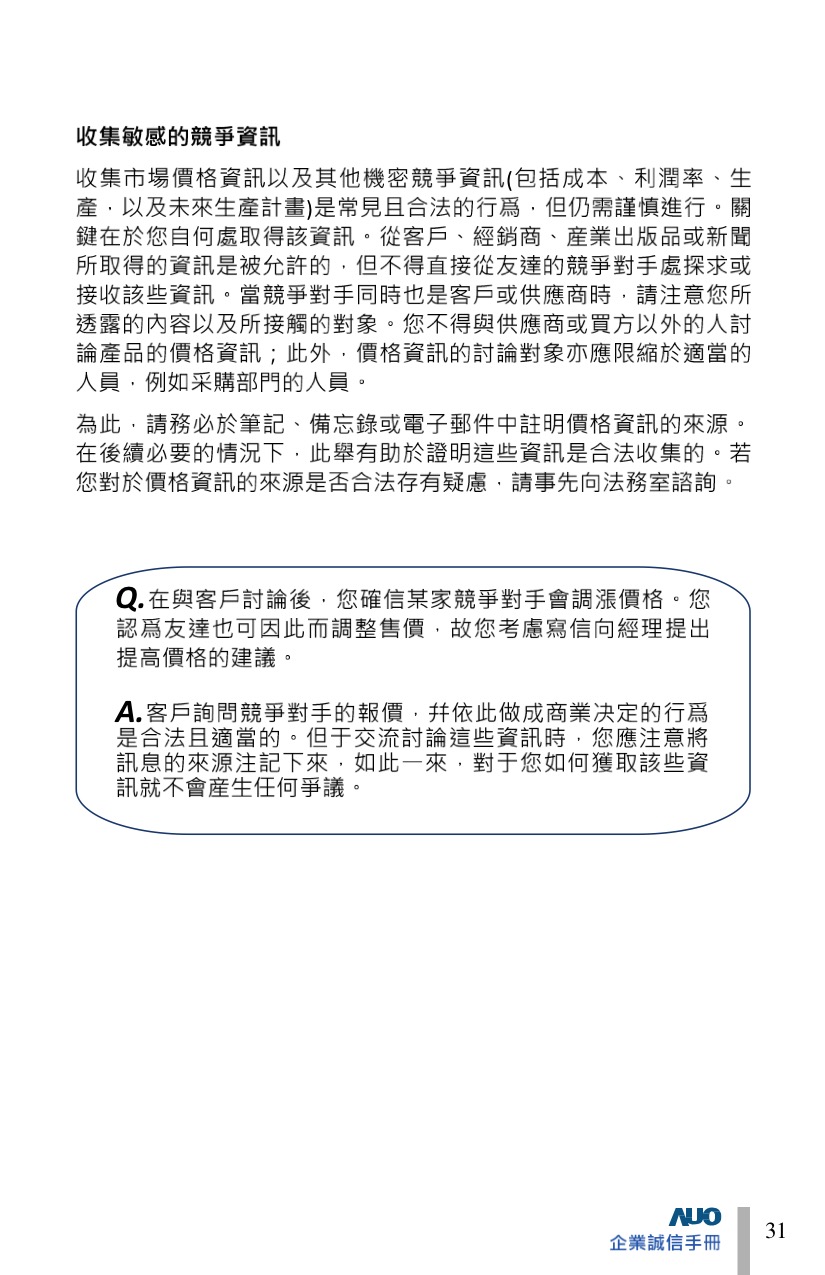 收集敏感的競爭資訊
收集市場價格資訊以及其他機密競爭資訊(包括成本、利潤率、生
產，以及未來生產計畫)是常見且合法的行爲，但仍需謹慎進行。關
鍵在於您自何處取得該資訊。從客戶、經銷商、産業出版品或新聞
所取得的資訊是被允許的，但不得直接從友達的競爭對手處探求或
接收該些資訊。當競爭對手同時也是客戶或供應商時，請注意您所
透露的內容以及所接觸的對象。您不得與供應商或買方以外的人討
論產品的價格資訊；此外，價格資訊的討論對象亦應限縮於適當的
人員，例如采購部門的人員。
為此，請務必於筆記、備忘錄或電子郵件中註明價格資訊的來源。
在後續必要的情況下，此舉有助於證明這些資訊是合法收集的。若
您對於價格資訊的來源是否合法存有疑慮，請事先向法務室諮詢。
Q.在與客戶討論後，您確信某家競爭對手會調漲價格。您
認爲友達也可因此而調整售價，故您考慮寫信向經理提出
提高價格的建議。
A.客戶詢問競爭對手的報價，幷依此做成商業決定的行爲
是合法且適當的。但于交流討論這些資訊時，您應注意將
訊息的來源注記下來，如此一來，對于您如何獲取該些資
訊就不會産生任何爭議。
AUO
企業誠信手冊
31